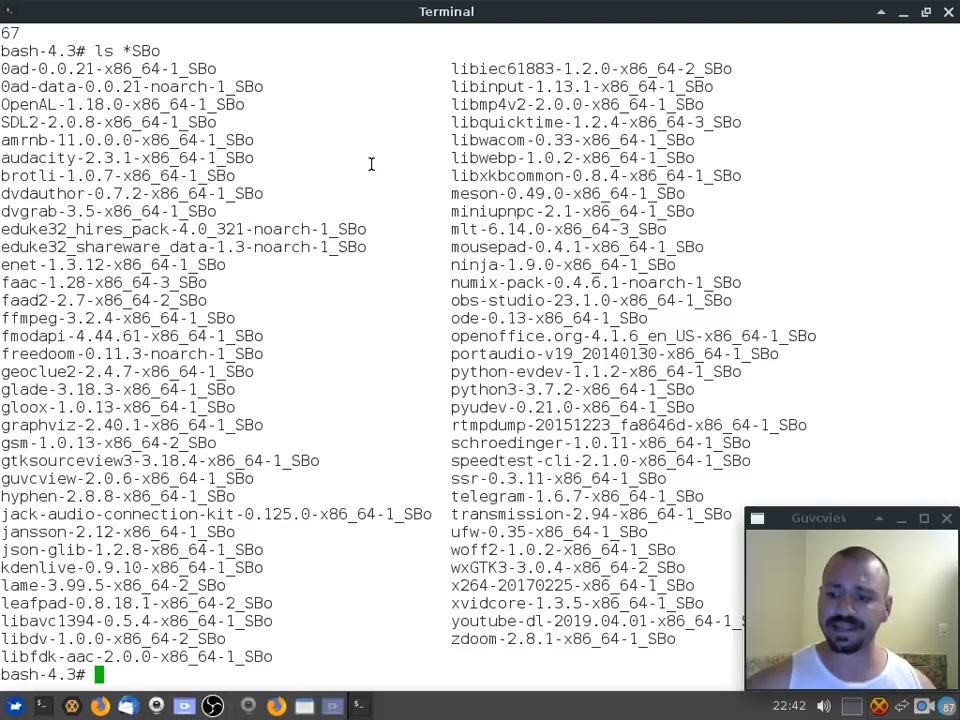 Terminal
67
bash-4.3# ls *SBo
0ad-0.0.21-x86_64-1_SBo
0ad-data-0.0.21-noarch-1_SBo
OpenAL-1.18.0-x86_64-1_SBo
SDL2-2.0.8-x86_64-1_SBo
amrnb-11.0.0.0-x86_64-1_SBo
audacity-2.3.1-x86_64-1_SBo
brotli-1.0.7-x86_64-1_SBo
dvdauthor-0.7.2-x86_64-1_SBo
dvgrab-3.5-x86_64-1_SBo
eduke32_hires_pack-4.0_321-noarch-1_SBo
eduke32_shareware_data-1.3-noarch-1_SBo
enet-1.3.12-x86_64-1_SBo
faac-1.28-x86_64-3_SBo
faad2-2.7-x86_64-2_SBo
ffmpeg-3.2.4-x86_64-1_SBo
fmodapi-4.44.61-x86_64-1_SBo
freedoom-0.11.3-noarch-1_SBo
geoclue2-2.4.7-x86_64-1_SBo
glade-3.18.3-x86_64-1_SBo
gloox-1.0.13-x86_64-1_SBo
graphviz-2.40.1-x86_64-1_SBo
gsm-1.0.13-x86_64-2_SBo
gtksourceview3-3.18.4-x86_64-1_SBo
guvcview-2.0.6-x86_64-1_SBo
hyphen-2.8.8-x86_64-1_SBo
jack-audio-connection-kit-0.125.0-x86_64-1_SBo
jansson-2.12-x86_64-1_SBo
json-glib-1.2.8-x86_64-1_SBo
kdenlive-0.9.10-x86_64-1_SBo
lame-3.99.5-x86_64-2_SBo
leafpad-0.8.18.1-x86_64-2_SBo
libavc1394-0.5.4-x86_64-1_SBo
libdv-1.0.0-x86_64-2_SBo
libfdk-aac-2.0.0-x86_64-1_SBo
libiec61883-1.2.0-x86_64-2_SBo
libinput-1.13.1-x86_64-1_SBo
libmp4v2-2.0.0-x86_64-1_SBo
libquicktime-1.2.4-x86_64-3_SBo
libwacom-0.33-x86_64-1_SBo
libwebp-1.0.2-x86_64-1_SBo
libxkbcommon-0.8.4-x86_64-1_SBo
meson-0.49.0-x86_64-1_SBo
miniupnpc-2.1-x86_64-1_SBo
mlt-6.14.0-x86_64-3_SBo
mousepad-0.4.1-x86_64-1_SBo
ninja-1.9.0-x86_64-1_SBo
numix-pack-0.4.6.1-noarch-1_SBo
obs-studio-23.1.0-x86_64-1_SBo
ode-0.13-x86_64-1_SBo
openoffice.org-4.1.6_en_US-x86_64-1_SBo
portaudio-v19_20140130-x86_64-1_SBo
python-evdev-1.1.2-x86_64-1_SBo
python3-3.7.2-x86_64-1_SBo
pyudev-0.21.0-x86_64-1_SBo
rtmpdump-20151223_fa8646d-x86_64-1_SBo
schroedinger-1.0.11-x86_64-1_SBo
speedtest-cli-2.1.0-x86_64-1_SBo
ssr-0.3.11-x86_64-1_SBo
telegram-1.6.7-x86_64-1_SBo
transmission-2.94-x86_64-1_SBo
ufw-0.35-x86_64-1_SBo
woff2-1.0.2-x86_64-1_SBo
wxGTK3-3.0.4-x86_64-2_SBo
x264-20170225-x86_64-1_SBo
xvidcore-1.3.5-x86_64-1_SBo
youtube-dl-2019.04.01-x86_64-1_
zdoom-2.8.1-x86_64-1_SBo
bash-4.3#
Guvcview
22:42
87